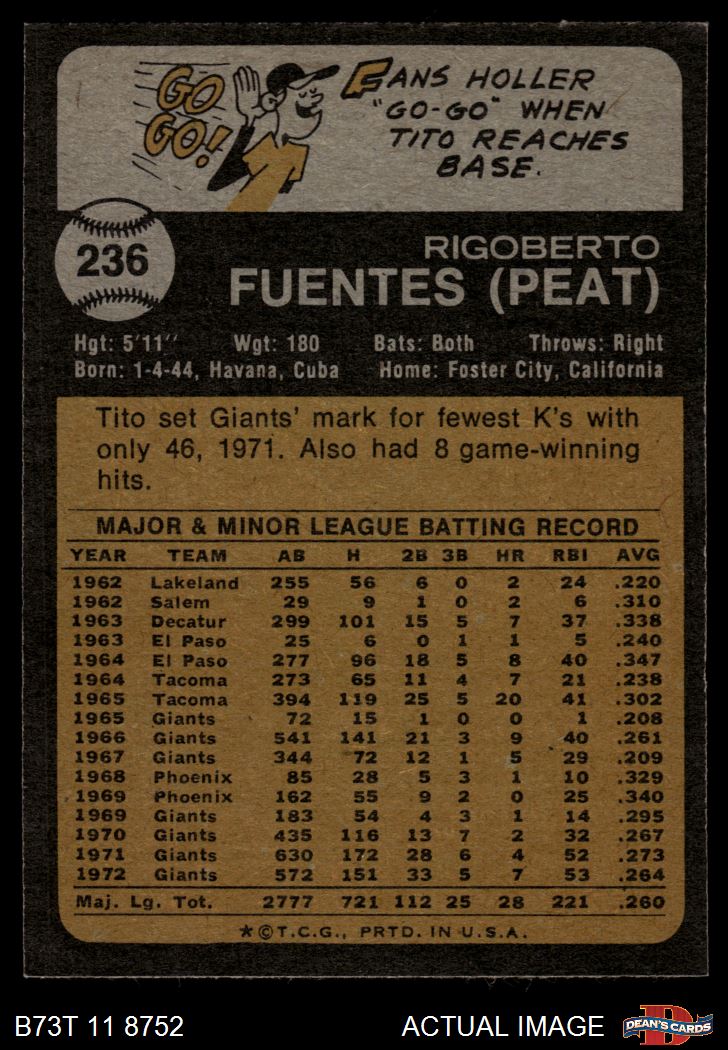 GO
GO!
FANS HOLLER
"GO-GO" WHEN
TITO REACHES
BASE.
236
RIGOBERTO
FUENTES (PEAT)
Hgt: 5'11" Wgt: 180 Bats: Both Throws: Right
Born: 1-4-44, Havana, Cuba Home: Foster City, California
Tito set Giants' mark for fewest K's with
only 46, 1971. Also had 8 game-winning
hits.
MAJOR & MINOR LEAGUE BATTING RECORD
YEAR TEAM AB H 2B 3B HR RBI AVG
1962 Lakeland 255 56 6 0 2 24 .220
1962 Salem 29 9 1 0 2 6 .310
1963 Decatur 299 101 15 5 7 37 .338
1963 El Paso 25 6 0 1 1 5 .240
1964 El Paso 277 96 18 5 8 40 .347
1964 Tacoma 273 65 11 4 7 21 .238
1965 Tacoma 394 119 25 5 20 41 .302
1965 Giants 72 15 1 0 0 1 .208
1966 Giants 541 141 21 3 9 40 .261
1967 Giants 344 72 12 1 5 29 .209
1968 Phoenix 85 28 5 3 1 10 .329
1969 Phoenix 162 55 9 2 0 25 .340
1969 Giants 183 54 4 3 1 14 .295
1970 Giants 435 116 13 7 2 32 .267
1971 Giants 630 172 28 6 4 52 .273
1972 Giants 572 151 33 5 7 53 .264
Maj. Lg. Tot. 2777 721 112 25 28 221 .260
*©T.C.G., PRTD. IN U.S.A.
B73T 11 8752 ACTUAL IMAGE D DEAN'S CARDS